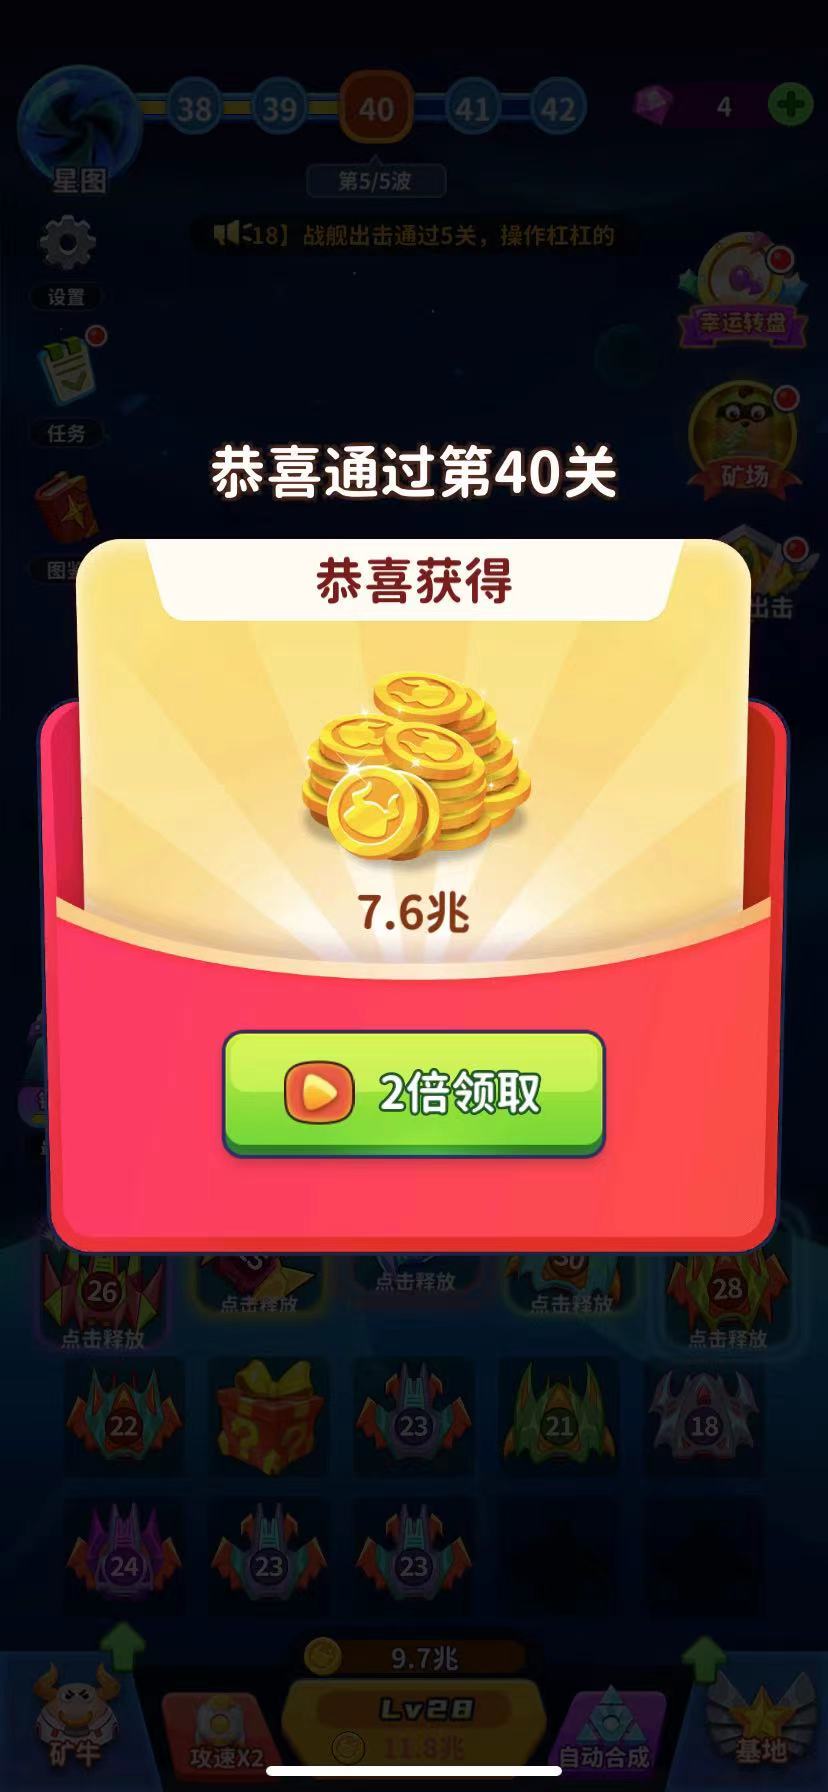 38
39
40
41
42
4
星图
第5/5波
18】战舰出击通过5关，操作杠杠的
设置
幸运转盘
任务
矿场
图鉴
出击
恭喜通过第40关
恭喜获得
7.6兆
2倍领取
26
30
28
点击释放
点击释放
点击释放
点击释放
点击释放
22
23
21
18
24
23
23
9.7兆
Lv28
11.8兆
矿牛
攻速X2
自动合成
基地